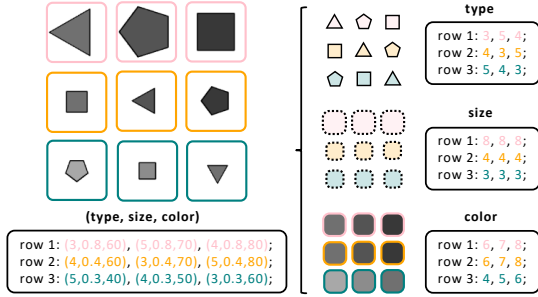 (type, size, color)
row 1: (3,0.8,60), (5,0.8,70), (4,0.8,80);
row 2: (4,0.4,60), (3,0.4,70), (5,0.4,80);
row 3: (5,0.3,40), (4,0.3,50), (3,0.3,60);
type
row 1: 3, 5, 4;
row 2: 4, 3, 5;
row 3: 5, 4, 3;
size
row 1: 8, 8, 8;
row 2: 4, 4, 4;
row 3: 3, 3, 3;
color
row 1: 6, 7, 8;
row 2: 6, 7, 8;
row 3: 4, 5, 6;